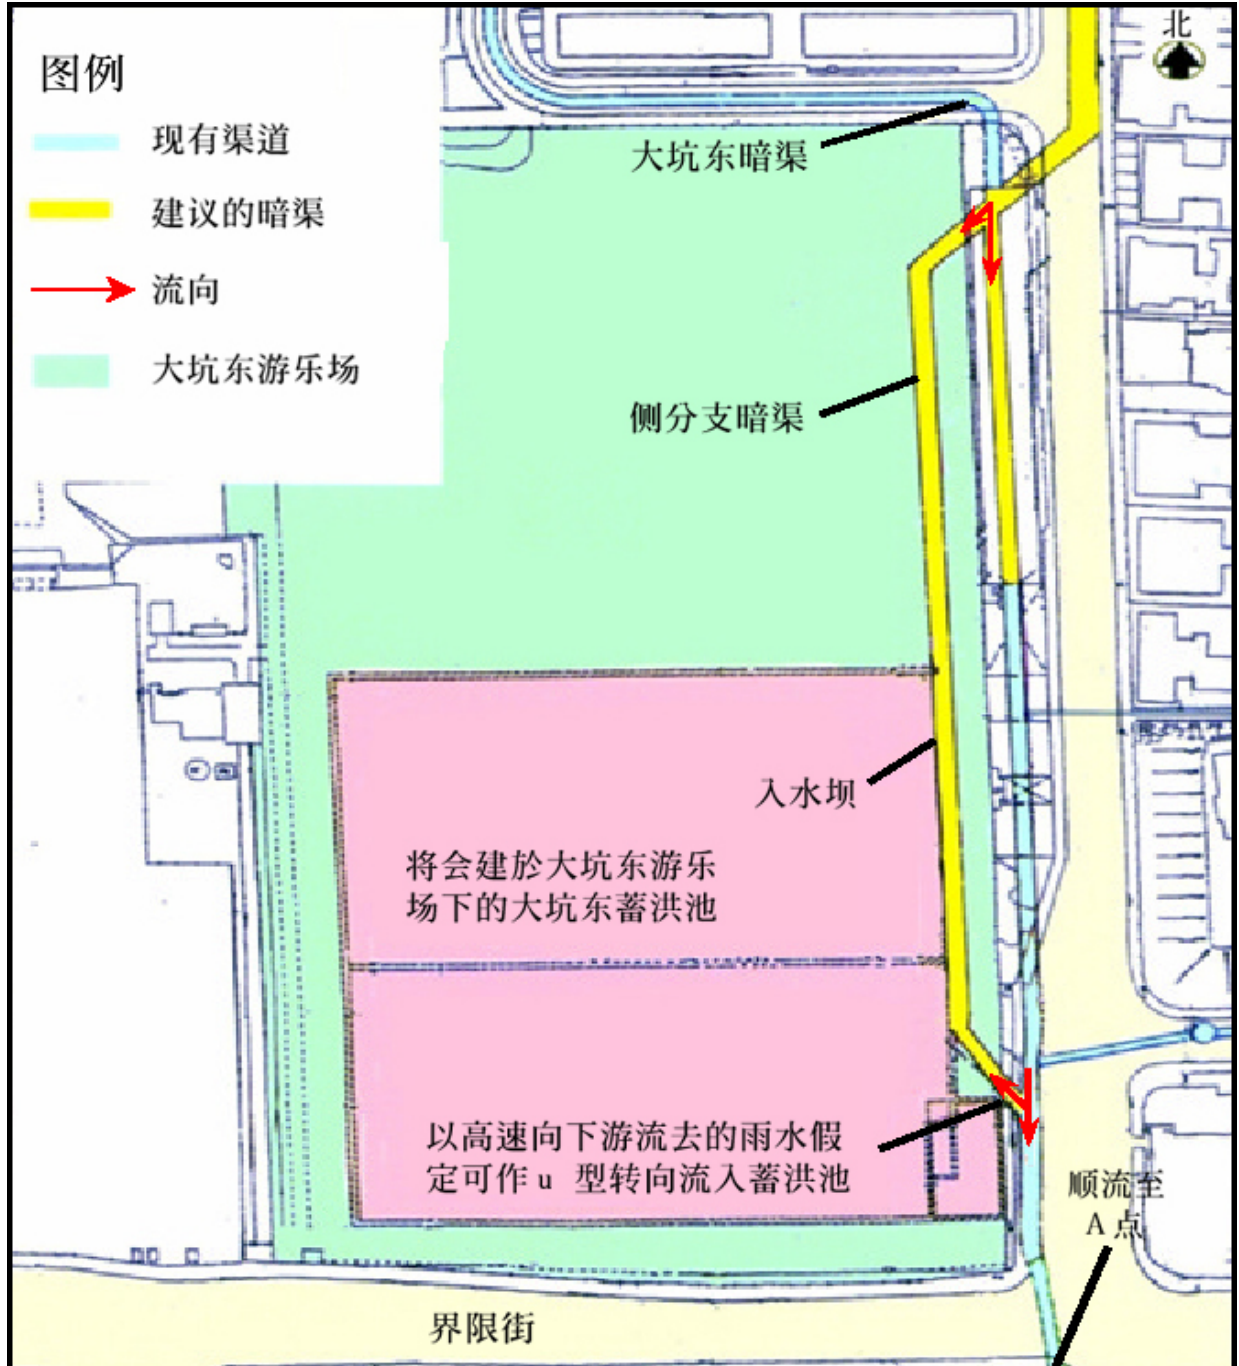 北
图例
现有渠道
建议的暗渠
流向
大坑东游乐场
大坑东暗渠
侧分支暗渠
入水坝
将会建於大坑东游乐
场下的大坑东蓄洪池
以高速向下游流去的雨水假
定可作 u 型转向流入蓄洪池
顺流至
A 点
界限街